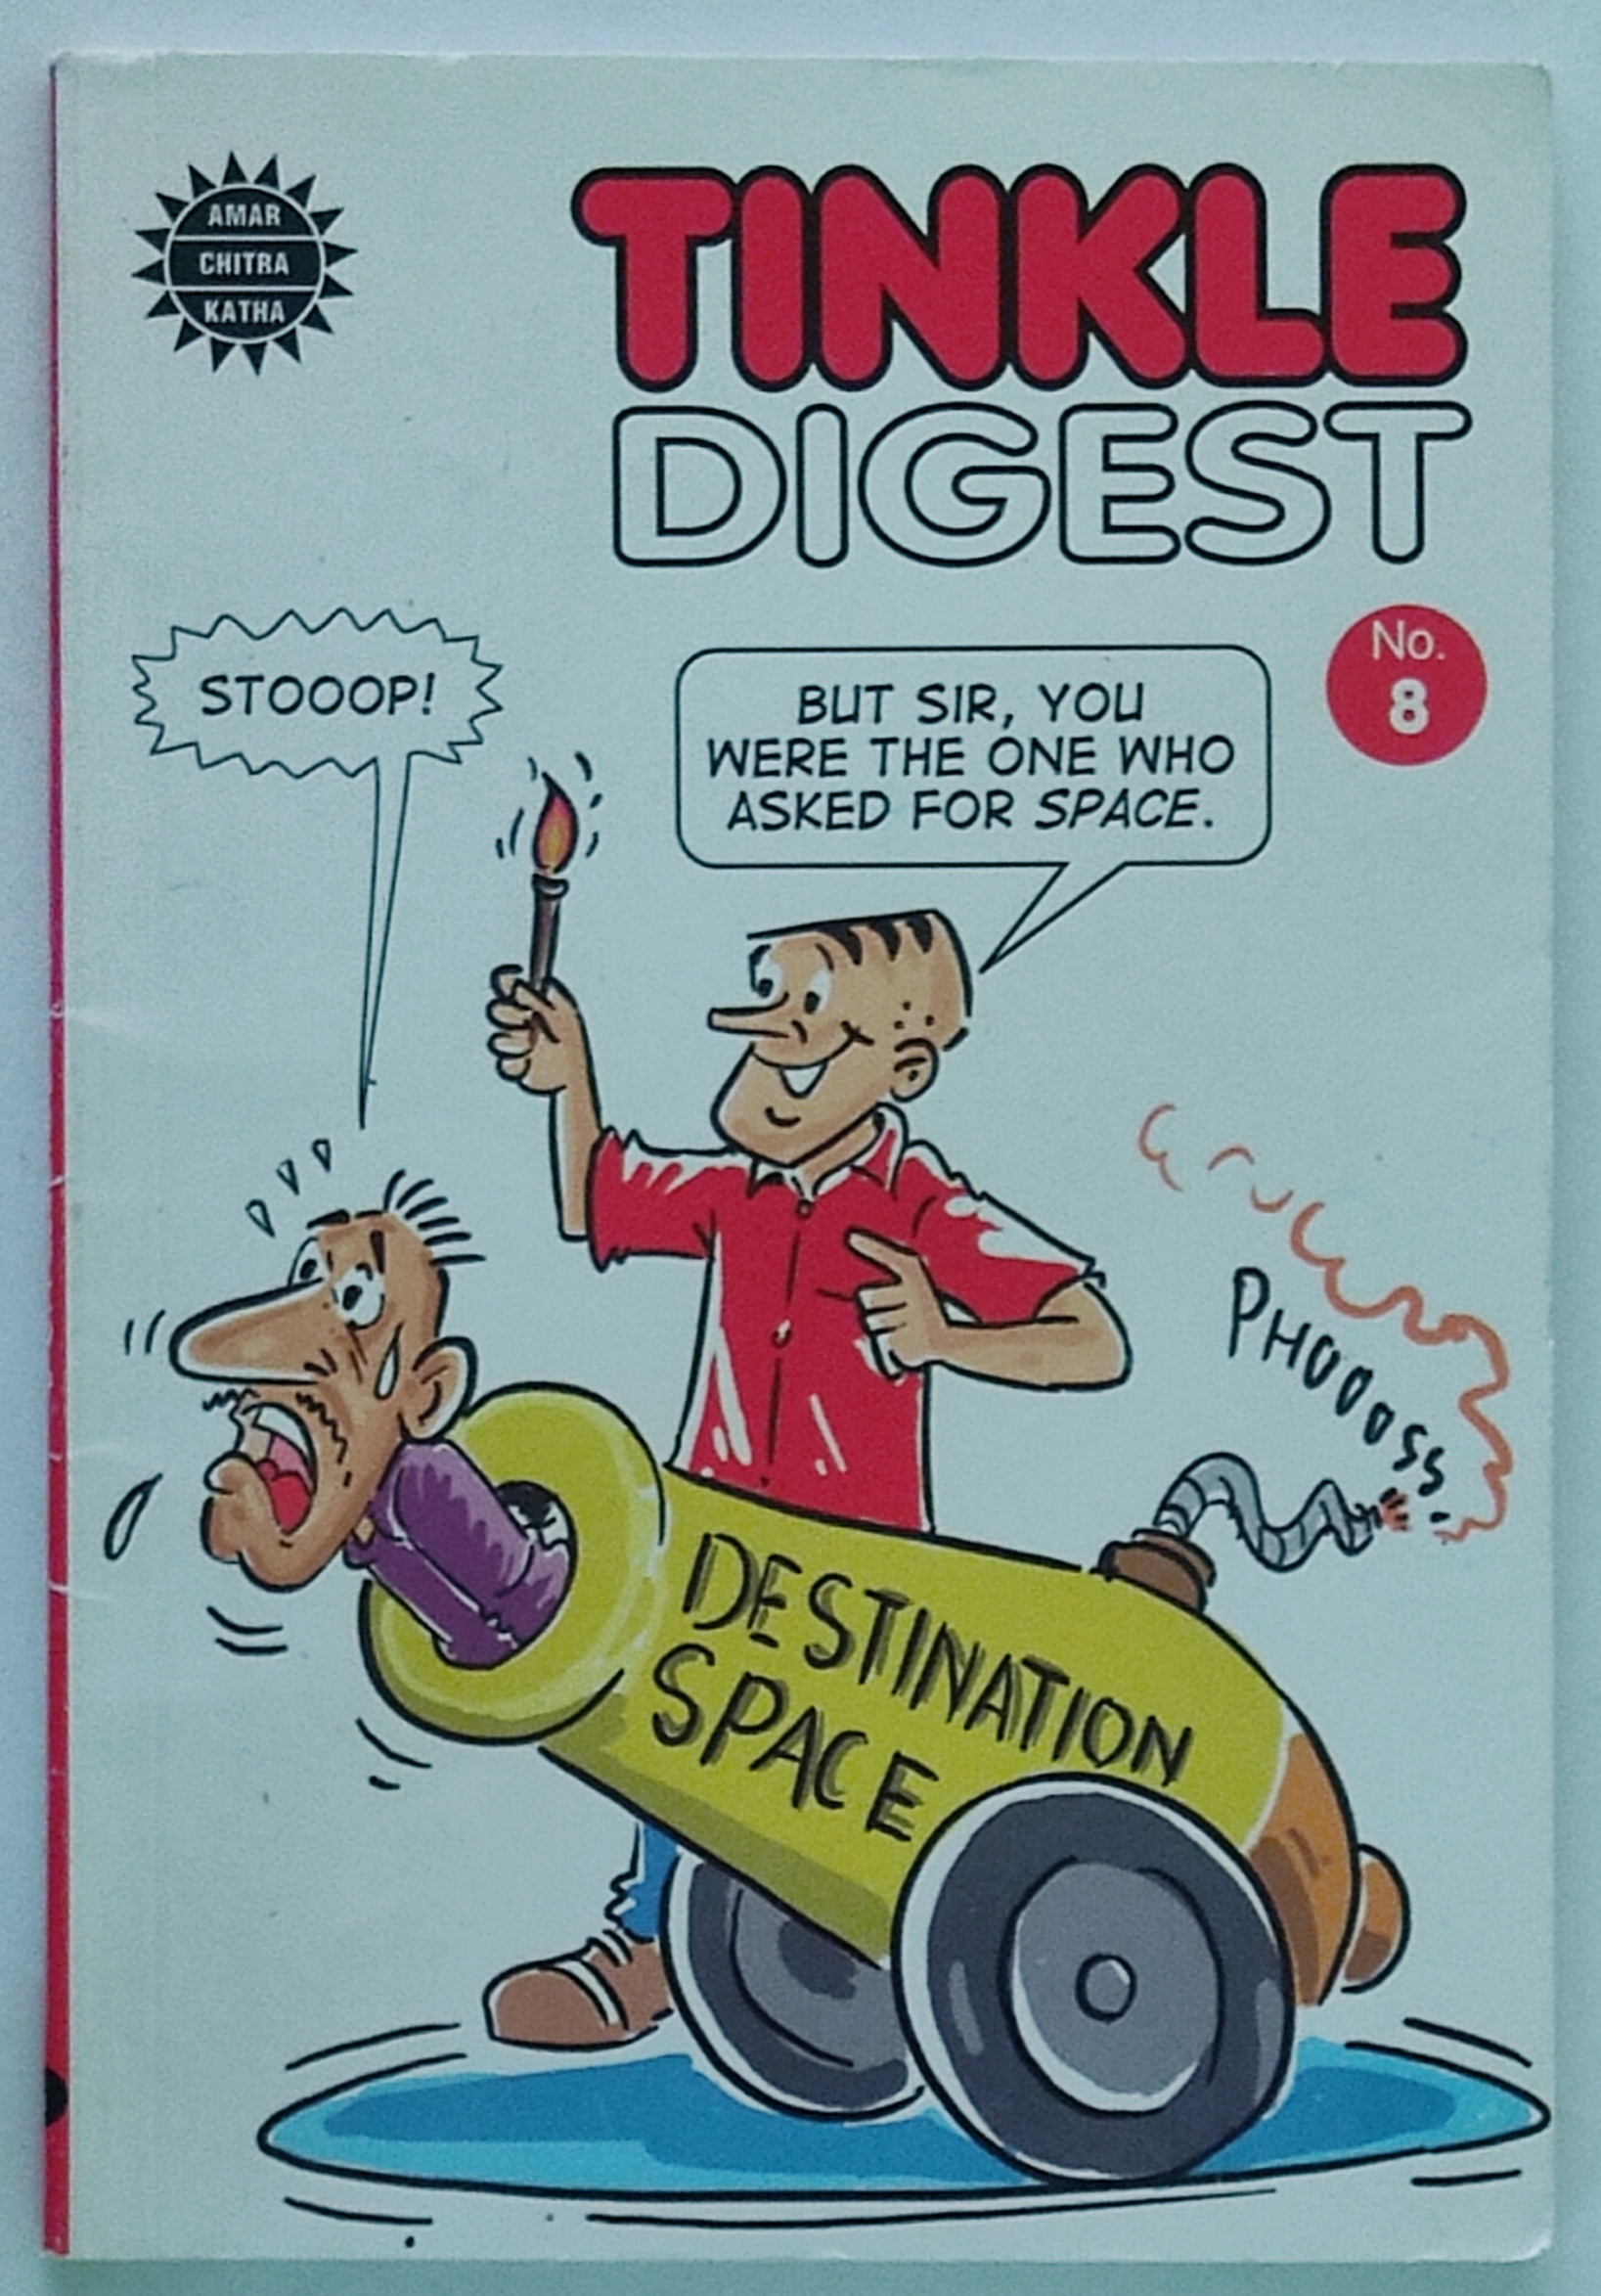 AMAR
CHITRA
KATHA
TINKLE
DIGEST
No.
8
STOOOP!
BUT SIR, YOU
WERE THE ONE WHO
ASKED FOR SPACE.
PHOOOSS
DESTINATION
SPACE